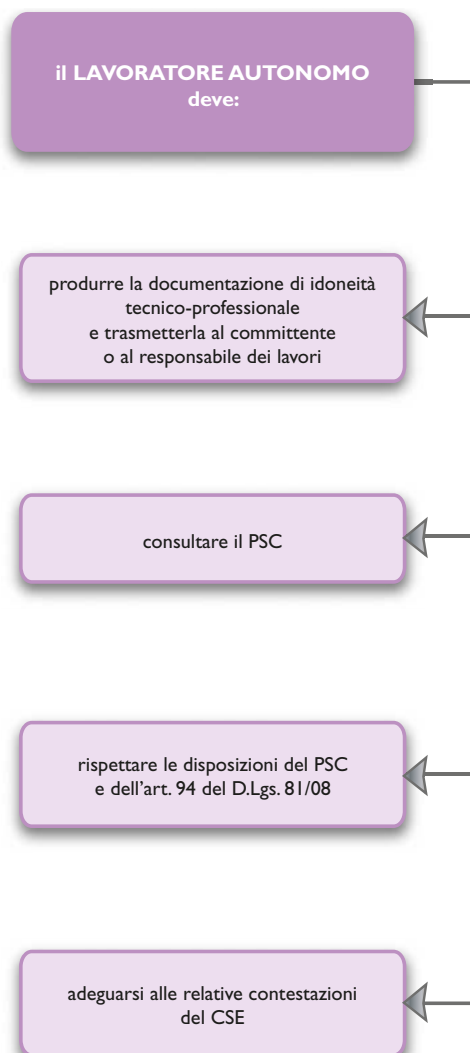 il LAVORATORE AUTONOMO
deve:
produrre la documentazione di idoneità
tecnico-professionale
e trasmetterla al committente
o al responsabile dei lavori
consultare il PSC
rispettare le disposizioni del PSC
e dell'art. 94 del D.Lgs. 81/08
adeguarsi alle relative contestazioni
del CSE